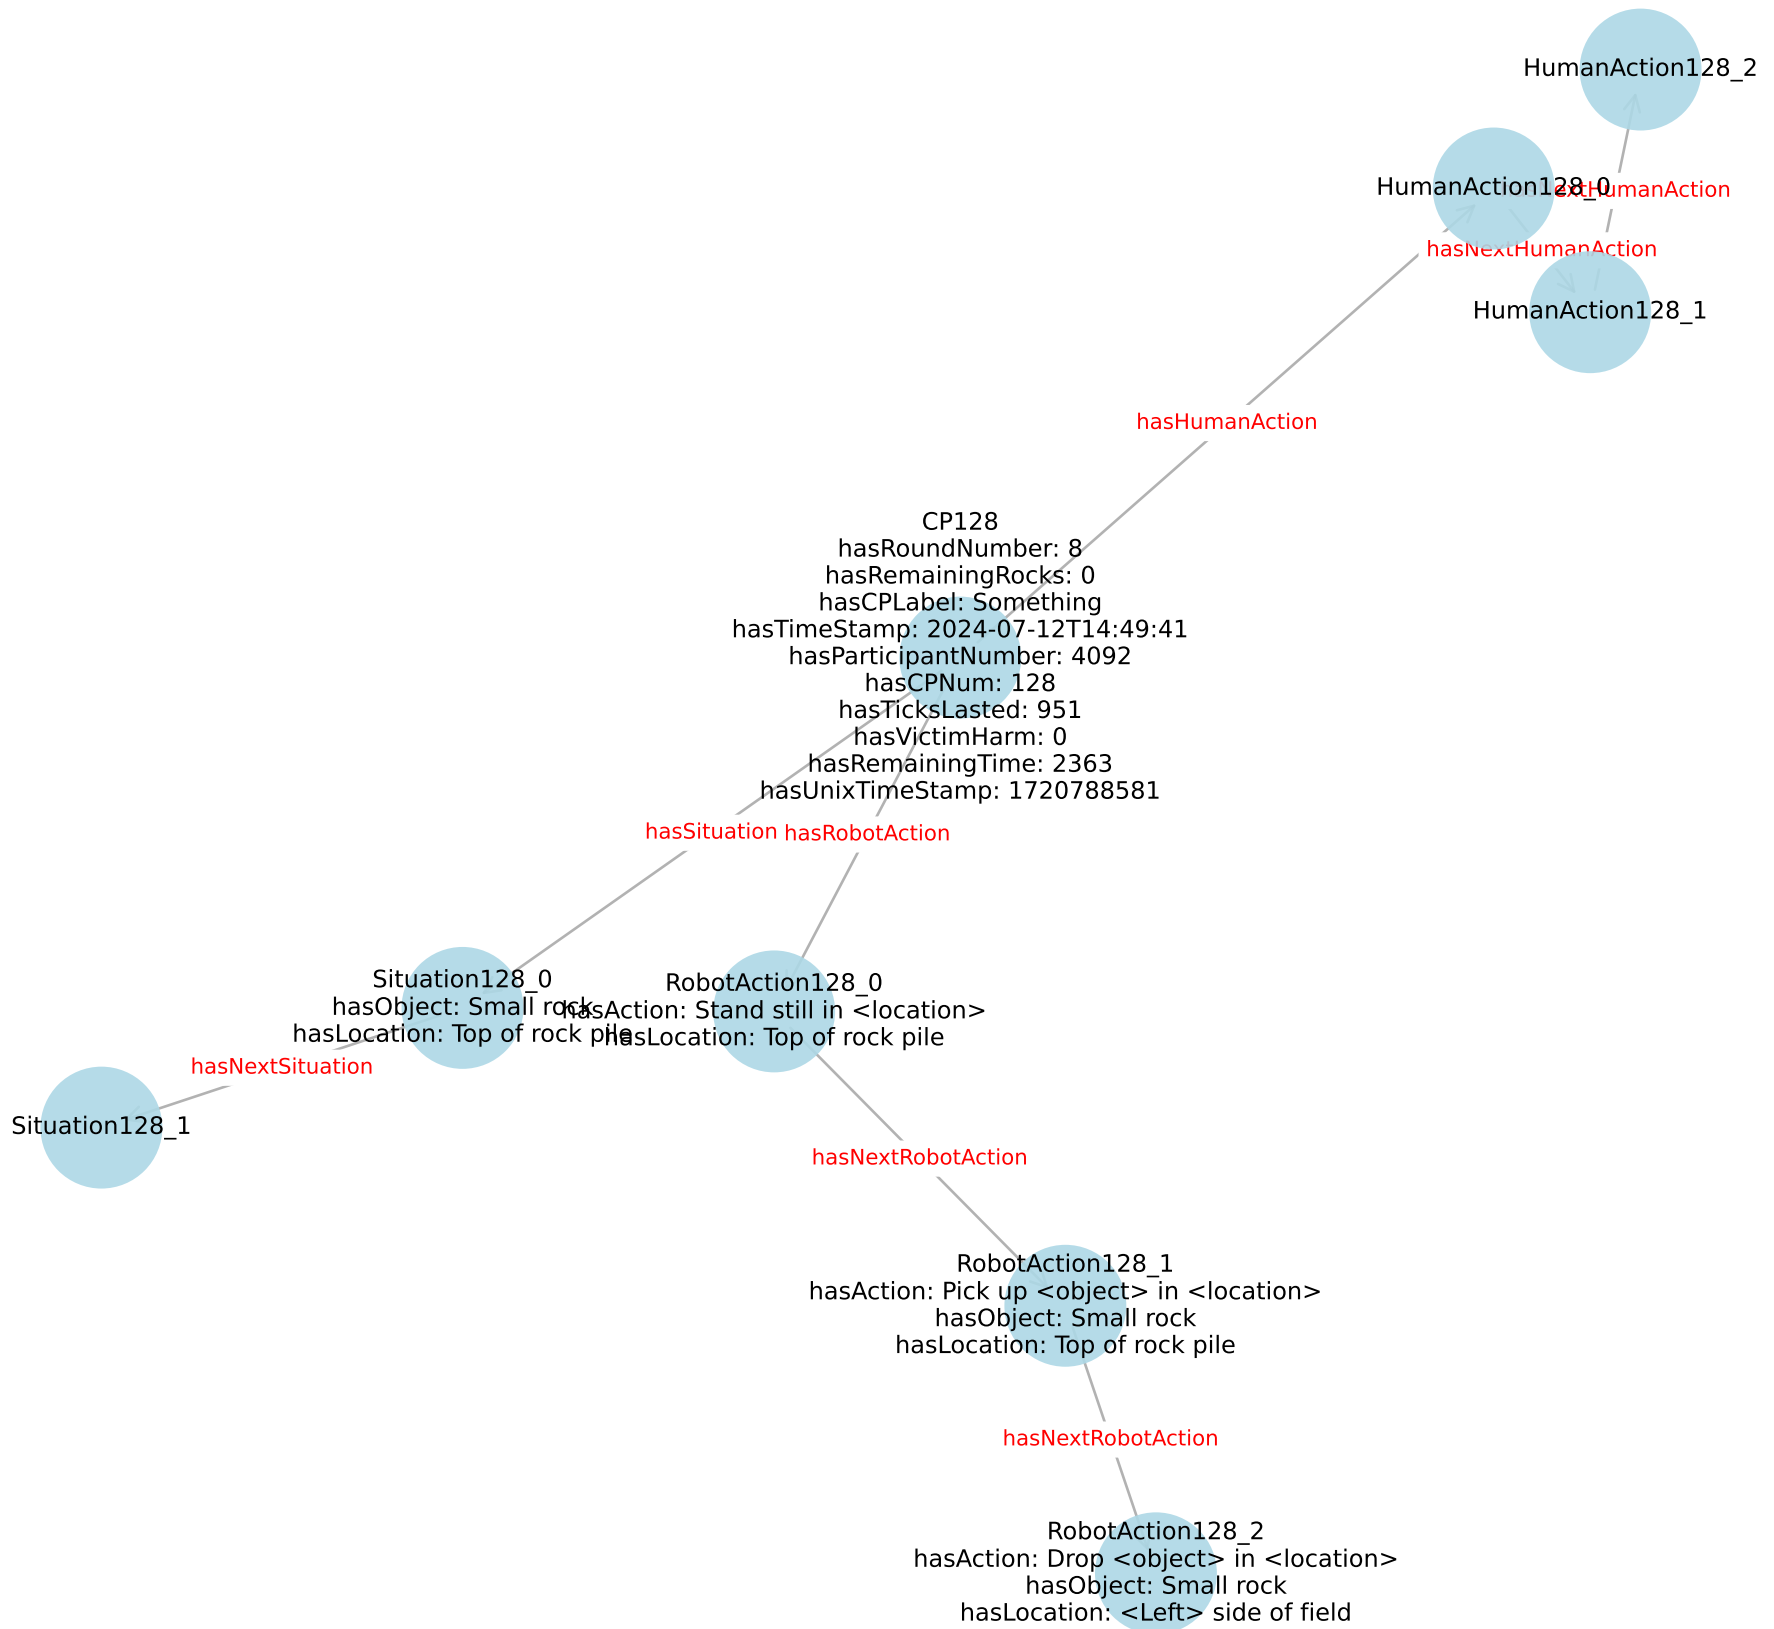 HumanAction128_2
HumanAction128_0
extHumanAction
hasNextHumanAction
HumanAction128_1
hasHumanAction
CP128
hasRoundNumber: 8
hasRemainingRocks: 0
hasCPLabel: Something
hasTimeStamp: 2024-07-12T14:49:41
hasParticipantNumber: 4092
hasCPNum: 128
hasTicksLasted: 951
hasVictimHarm: 0
hasRemainingTime: 2363
hasUnixTimeStamp: 1720788581
hasSituation
hasRobotAction
Situation128_0
hasObject: Small rock
hasLocation: Top of rock pile
RobotAction128_0
hasAction: Stand still in <location>
hasLocation: Top of rock pile
hasNextSituation
Situation128_1
hasNextRobotAction
RobotAction128_1
hasAction: Pick up <object> in <location>
hasObject: Small rock
hasLocation: Top of rock pile
hasNextRobotAction
RobotAction128_2
hasAction: Drop <object> in <location>
hasObject: Small rock
hasLocation: <Left> side of field